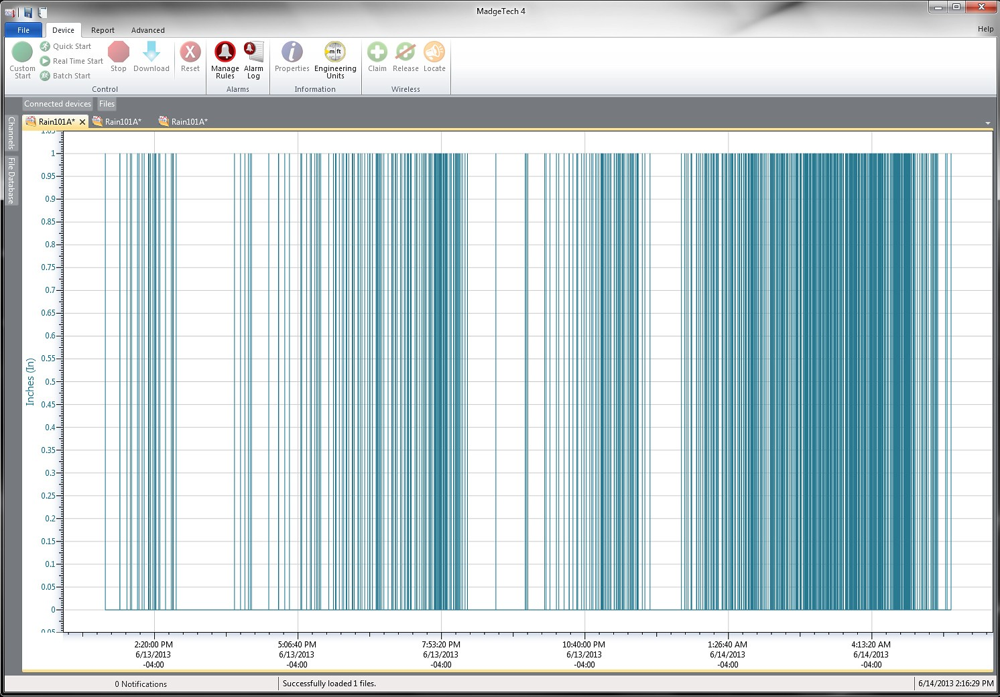 MadgeTech 4
File Device Report Advanced Help
Custom Start
Quick Start
Real Time Start
Batch Start
Stop
Download
Reset
Manage Rules
Alarm Log
Properties
m ft
Engineering Units
Claim
Release
Locate
Control Alarms Information Wireless
Connected devices Files
Channels
File Database
Rain101A* Rain101A* Rain101A*
1.05
1
0.95
0.9
0.85
0.8
0.75
0.7
0.65
0.6
0.55
0.5
0.45
0.4
0.35
0.3
0.25
0.2
0.15
0.1
0.05
0
0.05
Inches (In)
2:20:00 PM 5:06:40 PM 7:53:20 PM 10:40:00 PM 1:26:40 AM 4:13:20 AM
6/13/2013 6/13/2013 6/13/2013 6/13/2013 6/14/2013 6/14/2013
-04:00 -04:00 -04:00 -04:00 -04:00 -04:00
0 Notifications Successfully loaded 1 files. 6/14/2013 2:16:29 PM